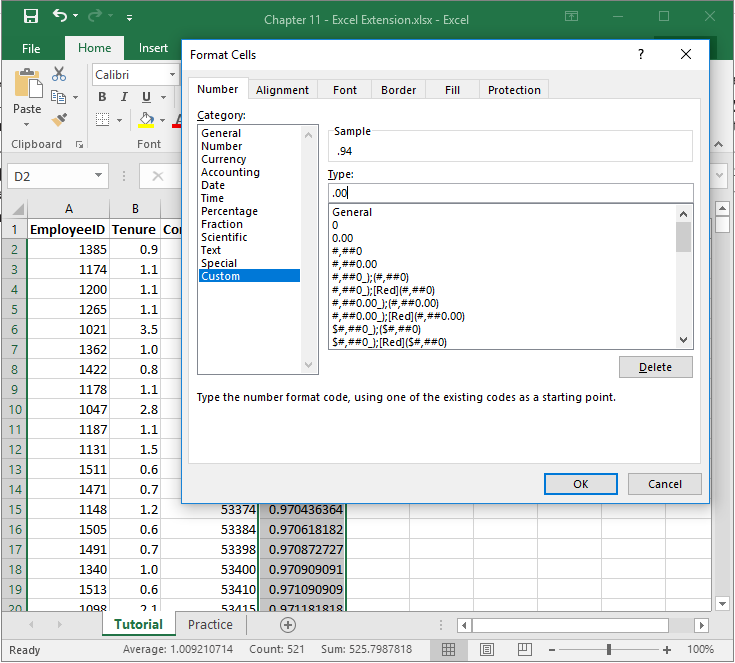 Chapter 11 - Excel Extension.xlsx - Excel
File
Home
Insert
Paste
Clipboard
Calibri
B I U
Font
D2
Format Cells
?
Number
Alignment
Font
Border
Fill
Protection
Category:
General
Number
Currency
Accounting
Date
Time
Percentage
Fraction
Scientific
Text
Special
Custom
Sample
.94
Type:
.00
General
0
0.00
#,##0
#,##0.00
#,##0_);(#,##0)
#,##0_);[Red](#,##0)
#,##0.00_);(#,##0.00)
#,##0.00_);[Red](#,##0.00)
$#,##0_);($#,##0)
$#,##0_);[Red]($#,##0)
Delete
Type the number format code, using one of the existing codes as a starting point.
OK
Cancel
A B
1 EmployeeID Tenure
2 1385 0.9
3 1174 1.1
4 1200 1.1
5 1265 1.1
6 1021 3.5
7 1362 1.0
8 1422 0.8
9 1178 1.1
10 1047 2.8
11 1187 1.1
12 1131 1.5
13 1511 0.6
14 1471 0.7
15 1148 1.2 53374 0.970436364
16 1505 0.6 53384 0.970618182
17 1491 0.7 53398 0.970872727
18 1340 1.0 53400 0.970909091
19 1513 0.6 53410 0.971090909
20 1098 2.1 53415 0.971181818
Tutorial
Practice
Ready
Average: 1.009210714
Count: 521
Sum: 525.7987818
100%